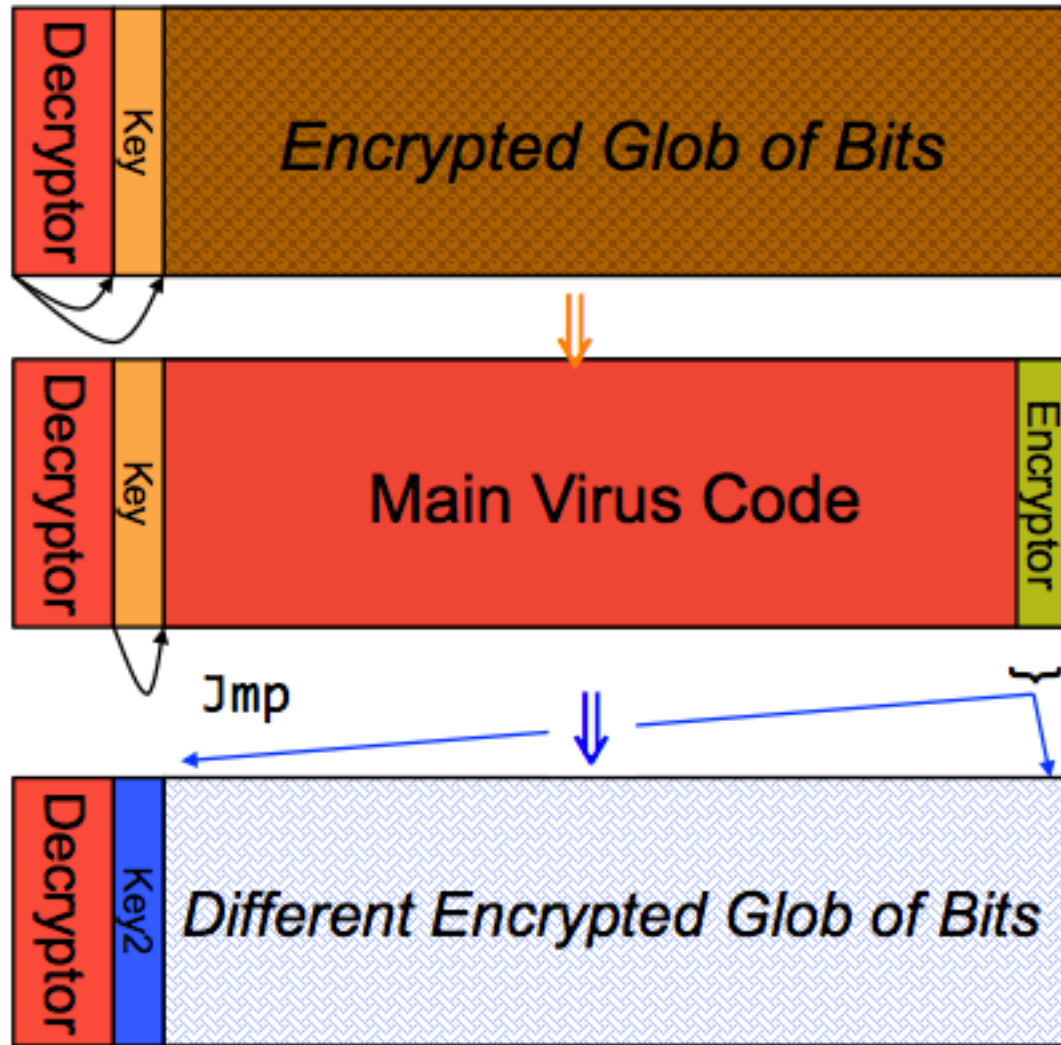 Decryptor
Key
Encrypted Glob of Bits
Decryptor
Key
Main Virus Code
Encryptor
Jmp
}
Decryptor
Key2
Different Encrypted Glob of Bits